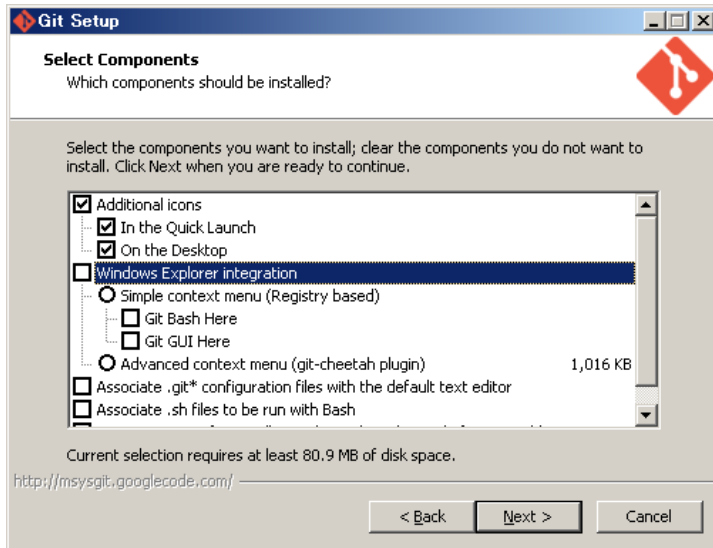 Git Setup
Select Components
Which components should be installed?
Select the components you want to install; clear the components you do not want to
install. Click Next when you are ready to continue.
Additional icons
In the Quick Launch
On the Desktop
Windows Explorer integration
Simple context menu (Registry based)
Git Bash Here
Git GUI Here
Advanced context menu (git-cheetah plugin) 1,016 KB
Associate .git* configuration files with the default text editor
Associate .sh files to be run with Bash
Current selection requires at least 80.9 MB of disk space.
http://msysgit.googlecode.com/
< Back Next > Cancel